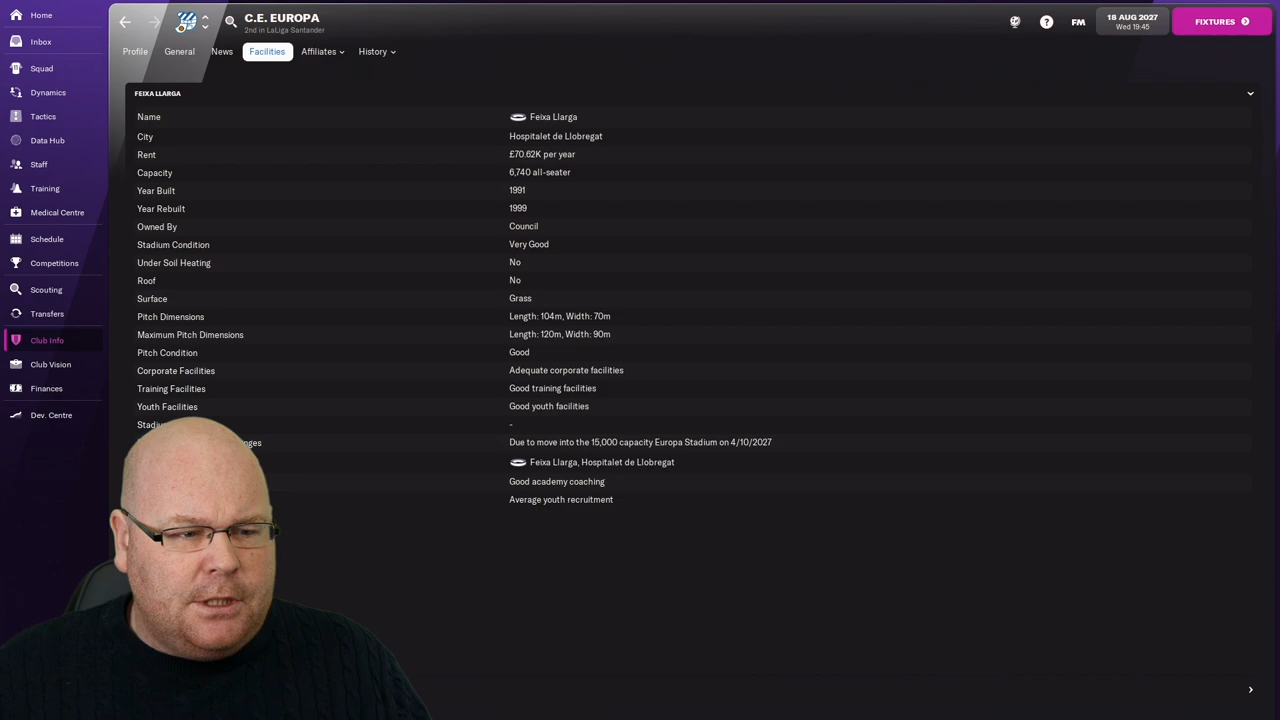 Home
C.E. EUROPA
2nd in LaLiga Santander
FM
18 AUG 2027
Wed 19:45
FIXTURES
Inbox
Profile
General
News
Facilities
Affiliates
History
Squad
Dynamics
Tactics
Data Hub
Staff
Training
Medical Centre
Schedule
Competitions
Scouting
Transfers
Club Info
Club Vision
Finances
Dev. Centre
FEIXA LLARGA
Name Feixa Llarga
City Hospitalet de Llobregat
Rent £70.62K per year
Capacity 6,740 all-seater
Year Built 1991
Year Rebuilt 1999
Owned By Council
Stadium Condition Very Good
Under Soil Heating No
Roof No
Surface Grass
Pitch Dimensions Length: 104m, Width: 70m
Maximum Pitch Dimensions Length: 120m, Width: 90m
Pitch Condition Good
Corporate Facilities Adequate corporate facilities
Training Facilities Good training facilities
Youth Facilities Good youth facilities
-
Due to move into the 15,000 capacity Europa Stadium on 4/10/2027
Feixa Llarga, Hospitalet de Llobregat
Good academy coaching
Average youth recruitment